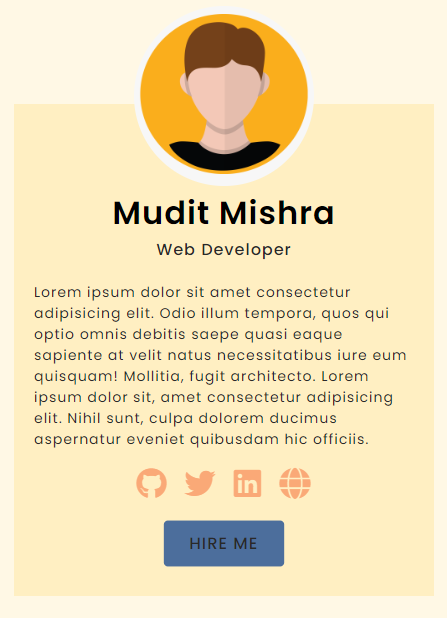 Mudit Mishra
Web Developer
Lorem ipsum dolor sit amet consectetur
adipisicing elit. Odio illum tempora, quos qui
optio omnis debitis saepe quasi eaque
sapiente at velit natus necessitatibus iure eum
quisquam! Mollitia, fugit architecto. Lorem
ipsum dolor sit, amet consectetur adipisicing
elit. Nihil sunt, culpa dolorem ducimus
aspernatur eveniet quibusdam hic officiis.
HIRE ME